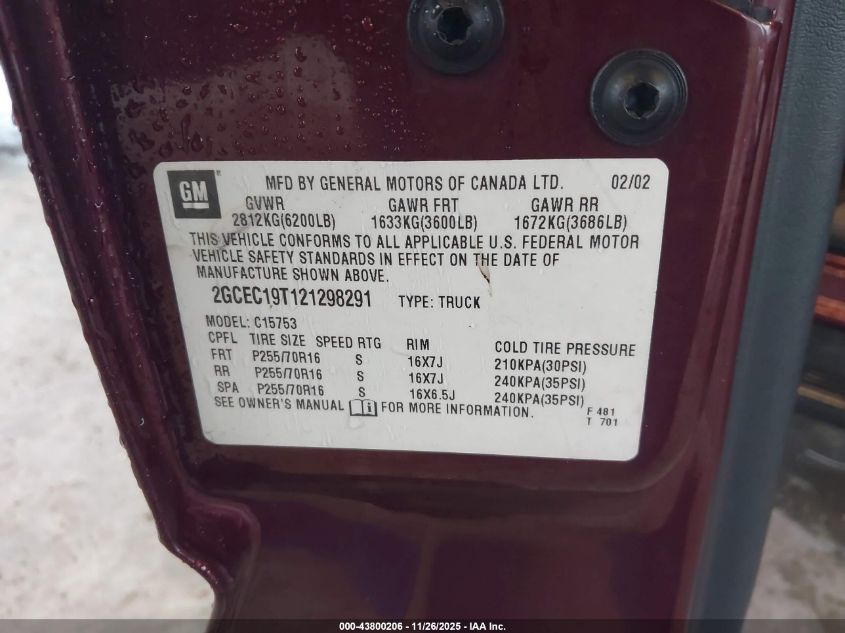 GM
MFD BY GENERAL MOTORS OF CANADA LTD. 02/02
GVWR GAWR FRT GAWR RR
2812KG(6200LB) 1633KG(3600LB) 1672KG(3686LB)
THIS VEHICLE CONFORMS TO ALL APPLICABLE U.S. FEDERAL MOTOR
VEHICLE SAFETY STANDARDS IN EFFECT ON THE DATE OF
MANUFACTURE SHOWN ABOVE.
2GCEC19T121298291 TYPE: TRUCK
MODEL: C15753
CPFL TIRE SIZE SPEED RTG RIM COLD TIRE PRESSURE
FRT P255/70R16 S 16X7J 210KPA(30PSI)
RR P255/70R16 S 16X7J 240KPA(35PSI)
SPA P255/70R16 S 16X6.5J 240KPA(35PSI)
SEE OWNER'S MANUAL i FOR MORE INFORMATION.
F 481
T 701
000-43800206 - 11/26/2025 - IAA Inc.